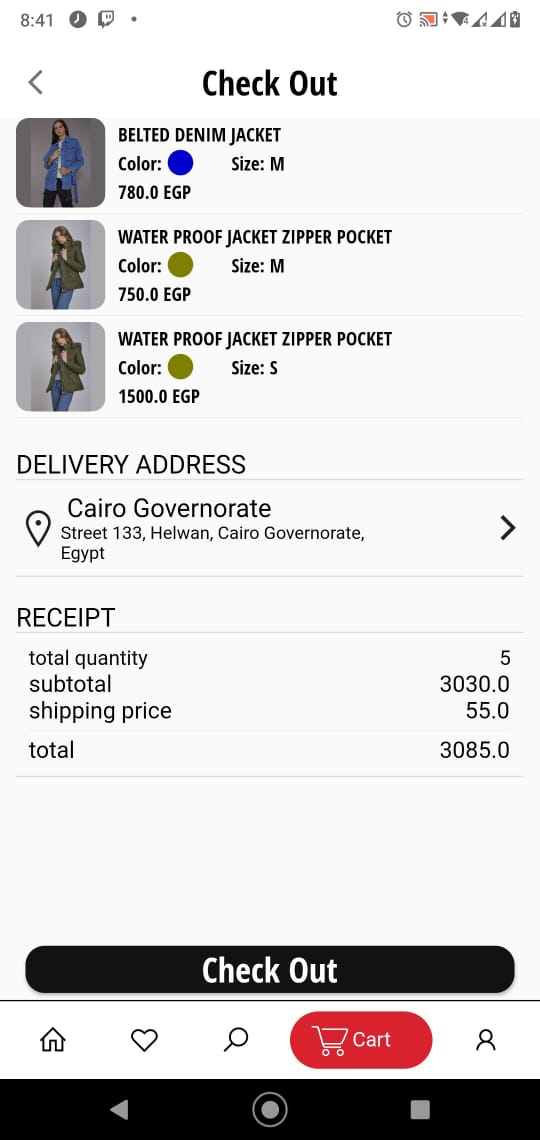 8:41
Check Out
BELTED DENIM JACKET
Color: Size: M
780.0 EGP
WATER PROOF JACKET ZIPPER POCKET
Color: Size: M
750.0 EGP
WATER PROOF JACKET ZIPPER POCKET
Color: Size: S
1500.0 EGP
DELIVERY ADDRESS
Cairo Governorate
Street 133, Helwan, Cairo Governorate,
Egypt
RECEIPT
total quantity 5
subtotal 3030.0
shipping price 55.0
total 3085.0
Check Out
Cart